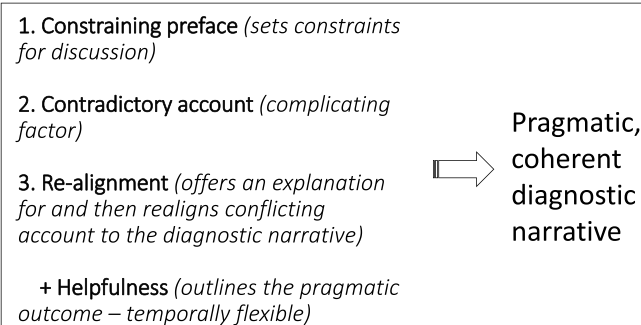 1. Constraining preface (sets constraints
for discussion)
2. Contradictory account (complicating
factor)
3. Re-alignment (offers an explanation
for and then realigns conflicting
account to the diagnostic narrative)
+ Helpfulness (outlines the pragmatic
outcome – temporally flexible)
Pragmatic,
coherent
diagnostic
narrative